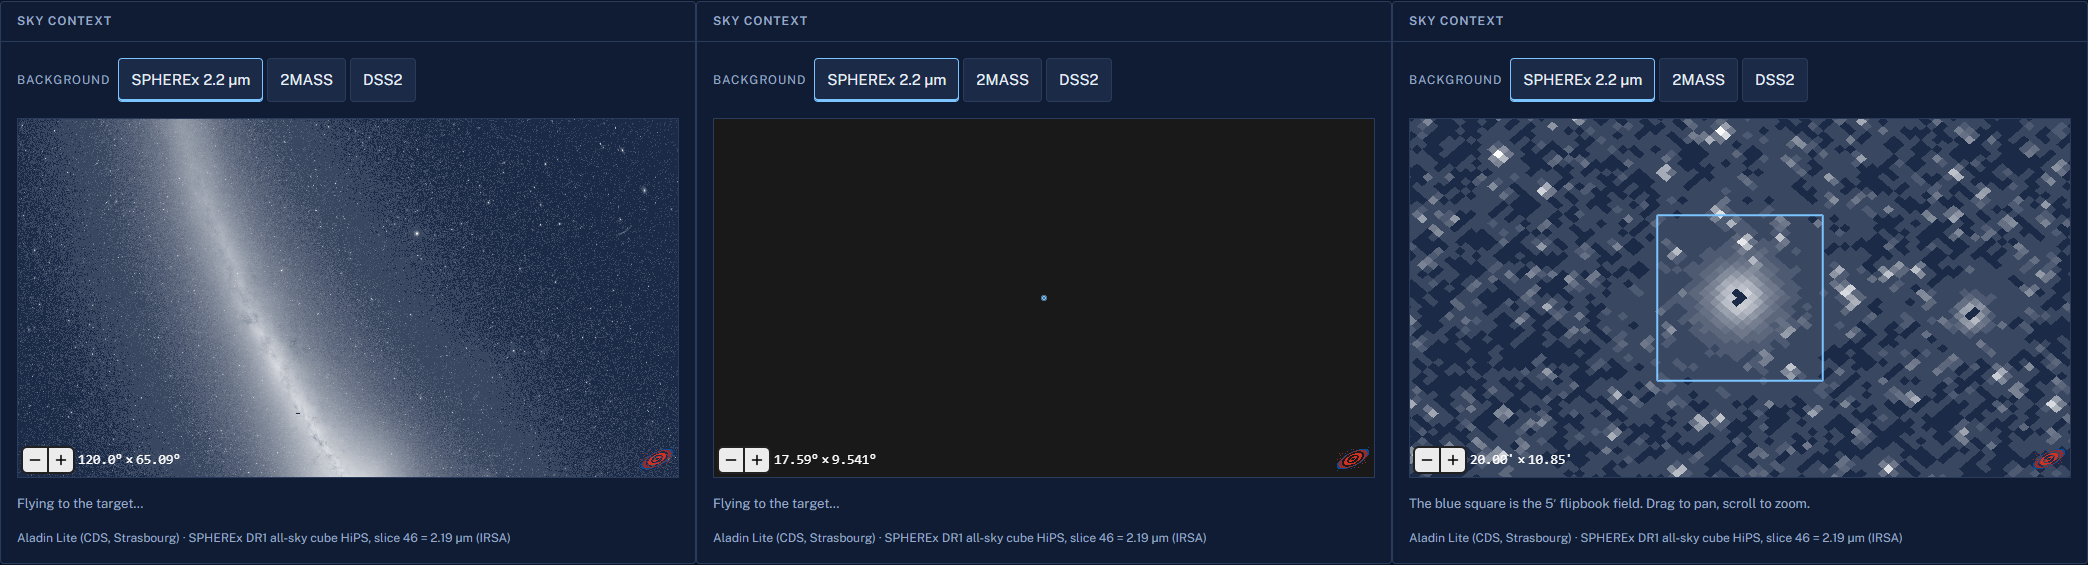 SKY CONTEXT
BACKGROUND SPHEREx 2.2 µm 2MASS DSS2
− + 120.0° × 65.09°
Flying to the target...
Aladin Lite (CDS, Strasbourg) · SPHEREx DR1 all-sky cube HiPS, slice 46 = 2.19 µm (IRSA)
SKY CONTEXT
BACKGROUND SPHEREx 2.2 µm 2MASS DSS2
− + 17.59° × 9.541°
Flying to the target...
Aladin Lite (CDS, Strasbourg) · SPHEREx DR1 all-sky cube HiPS, slice 46 = 2.19 µm (IRSA)
SKY CONTEXT
BACKGROUND SPHEREx 2.2 µm 2MASS DSS2
− + 20.00' × 10.85'
The blue square is the 5′ flipbook field. Drag to pan, scroll to zoom.
Aladin Lite (CDS, Strasbourg) · SPHEREx DR1 all-sky cube HiPS, slice 46 = 2.19 µm (IRSA)